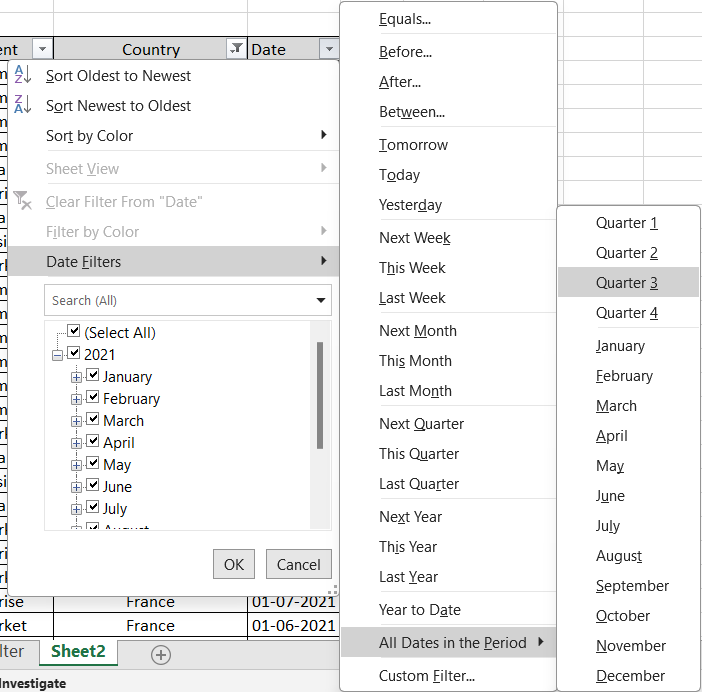 ent Country Date
Sort Oldest to Newest
Sort Newest to Oldest
Sort by Color
Sheet View
Clear Filter From "Date"
Filter by Color
Date Filters
Search (All)
(Select All)
2021
January
February
March
April
May
June
July
August
OK Cancel
rise France 01-07-2021
rket France 01-06-2021
lter Sheet2
Investigate
Equals...
Before...
After...
Between...
Tomorrow
Today
Yesterday
Next Week
This Week
Last Week
Next Month
This Month
Last Month
Next Quarter
This Quarter
Last Quarter
Next Year
This Year
Last Year
Year to Date
All Dates in the Period
Custom Filter...
Quarter 1
Quarter 2
Quarter 3
Quarter 4
January
February
March
April
May
June
July
August
September
October
November
December